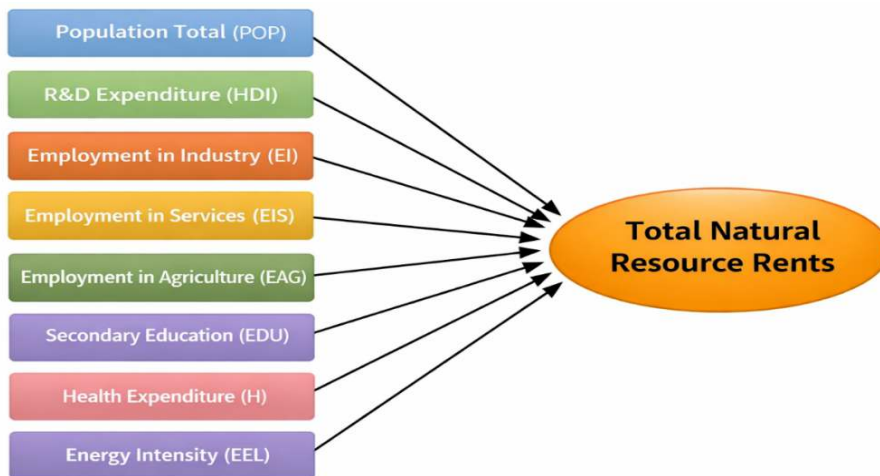 Population Total (POP)
R&D Expenditure (HDI)
Employment in Industry (EI)
Employment in Services (EIS)
Employment in Agriculture (EAG)
Secondary Education (EDU)
Health Expenditure (H)
Energy Intensity (EEL)
Total Natural
Resource Rents